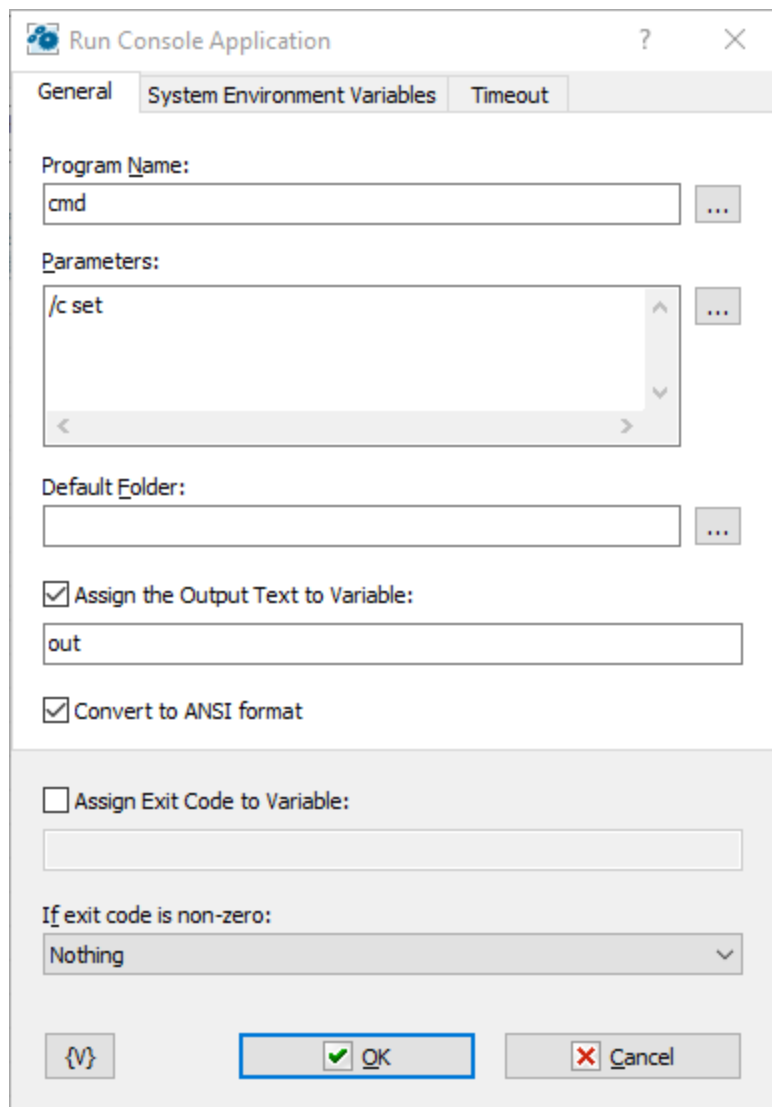 Run Console Application ?
General System Environment Variables Timeout
Program Name:
cmd ...
Parameters:
/c set ...
Default Folder:
...
Assign the Output Text to Variable:
out
Convert to ANSI format
Assign Exit Code to Variable:
If exit code is non-zero:
Nothing
{V} OK Cancel